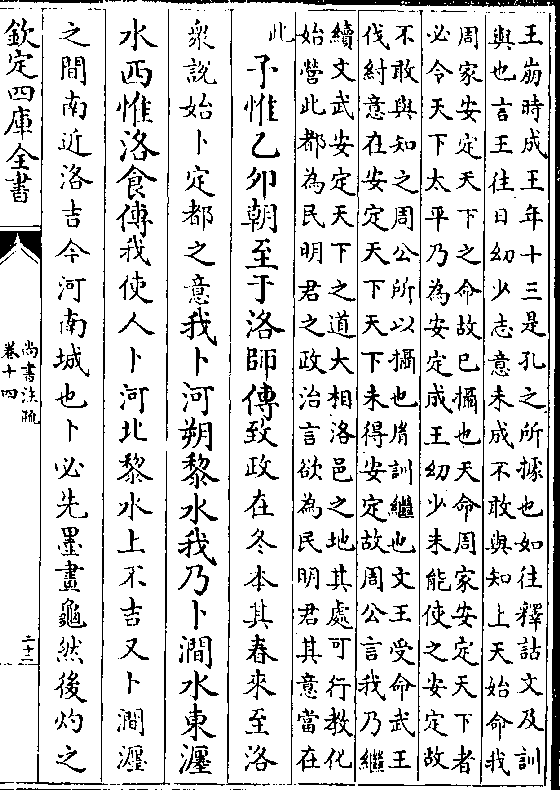 王崩時成王年十三是孔之所據也如往釋詁文及訓
與也言王往日幼少志意未成不敢與知上天始命我
周家安定天下之命故已攝也天命周家安定天下者
必令天下太平乃為安定成王幼少未能使之安定故
不敢與知之周公所以攝也胤訓繼也文王受命武王
伐紂意在安定天下天下未得安定故周公言我乃繼
續文武安定天下之道大相洛邑之地其處可行教化
始營此都為民明君之政治言欲為民明君其意當在
此
予惟乙卯朝至于洛師傳致政在冬本其春來至洛
衆説始卜定都之意我卜河朔黎水我乃卜澗水東瀍
水西惟洛食傳我使人卜河北黎水上不吉又卜澗瀍
之間南近洛吉今河南城也卜必先墨畫龜然後灼之
欽定四庫全書
尚書注疏
卷十四
二十二